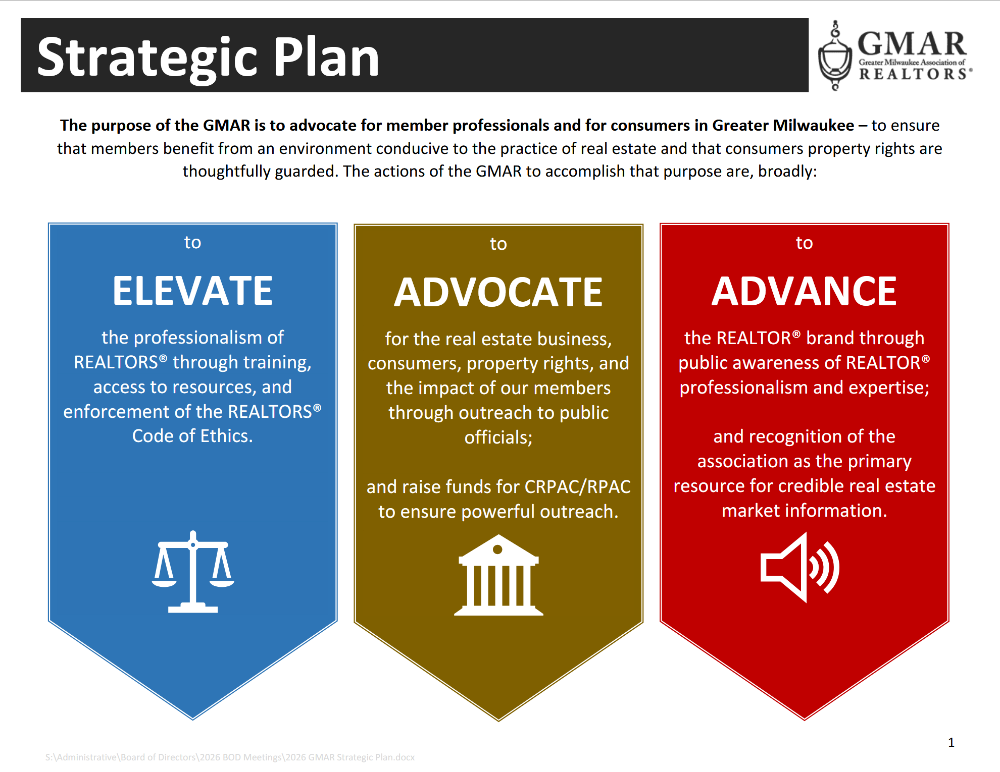 Strategic Plan
GMAR
Greater Milwaukee Association of
REALTORS®
The purpose of the GMAR is to advocate for member professionals and for consumers in Greater Milwaukee – to ensure
that members benefit from an environment conducive to the practice of real estate and that consumers property rights are
thoughtfully guarded. The actions of the GMAR to accomplish that purpose are, broadly:
to
ELEVATE
the professionalism of
REALTORS® through training,
access to resources, and
enforcement of the REALTORS®
Code of Ethics.
to
ADVOCATE
for the real estate business,
consumers, property rights, and
the impact of our members
through outreach to public
officials;
and raise funds for CRPAC/RPAC
to ensure powerful outreach.
to
ADVANCE
the REALTOR® brand through
public awareness of REALTOR®
professionalism and expertise;
and recognition of the
association as the primary
resource for credible real estate
market information.
1
S:\Administrative\Board of Directors\2026 BOD Meetings\2026 GMAR Strategic Plan.docx